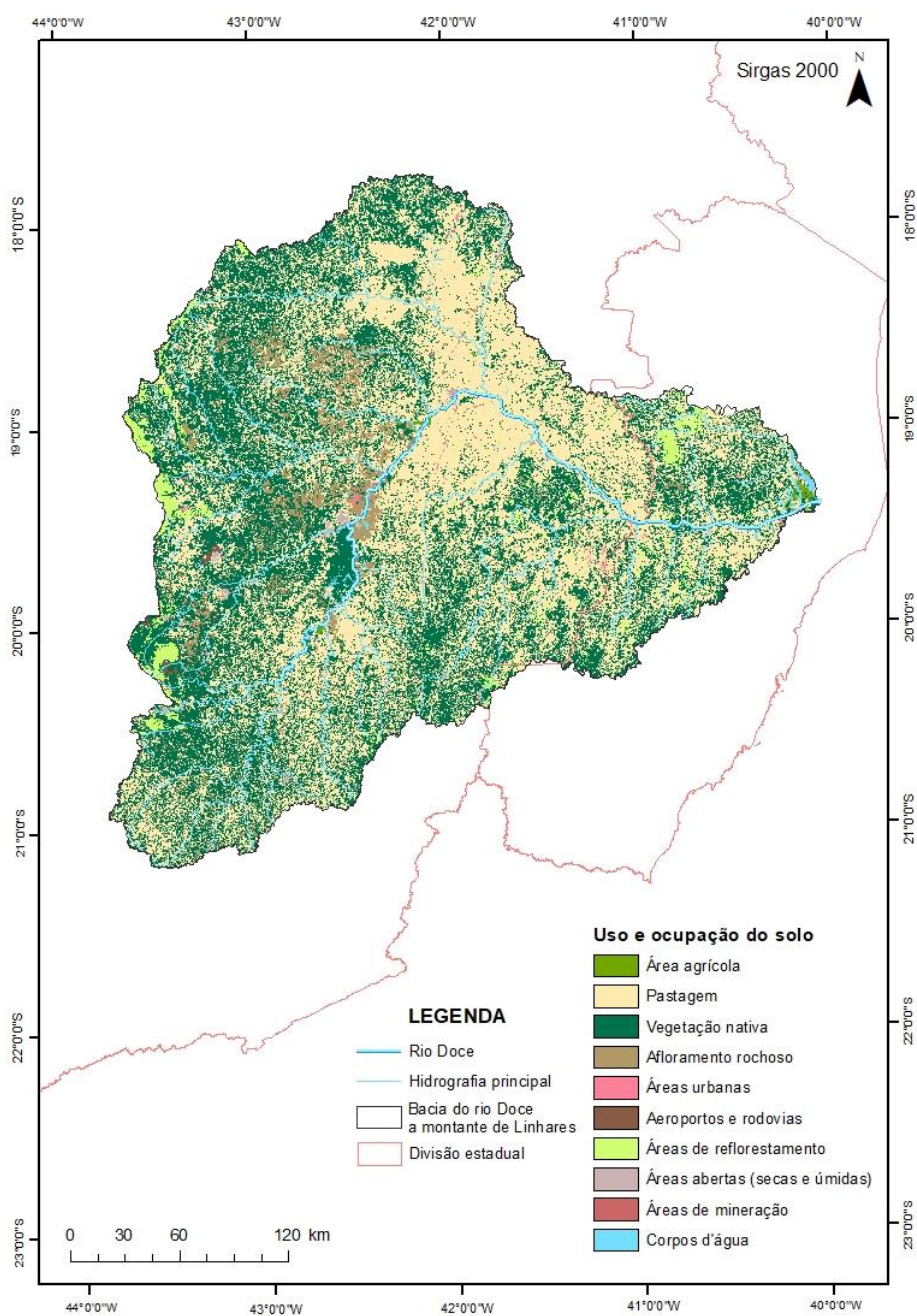 44°0'0"W 43°0'0"W 42°0'0"W 41°0'0"W 40°0'0"W
Sirgas 2000
N
18°0'0"S 18°0'0"S
19°0'0"S 19°0'0"S
20°0'0"S 20°0'0"S
21°0'0"S 21°0'0"S
22°0'0"S 22°0'0"S
23°0'0"S 23°0'0"S
LEGENDA
Rio Doce
Hidrografia principal
Bacia do rio Doce
a montante de Linhares
Divisão estadual
Uso e ocupação do solo
Área agrícola
Pastagem
Vegetação nativa
Afloramento rochoso
Áreas urbanas
Aeroportos e rodovias
Áreas de reflorestamento
Áreas abertas (secas e úmidas)
Áreas de mineração
Corpos d'água
0 30 60 120 km
44°0'0"W 43°0'0"W 42°0'0"W 41°0'0"W 40°0'0"W